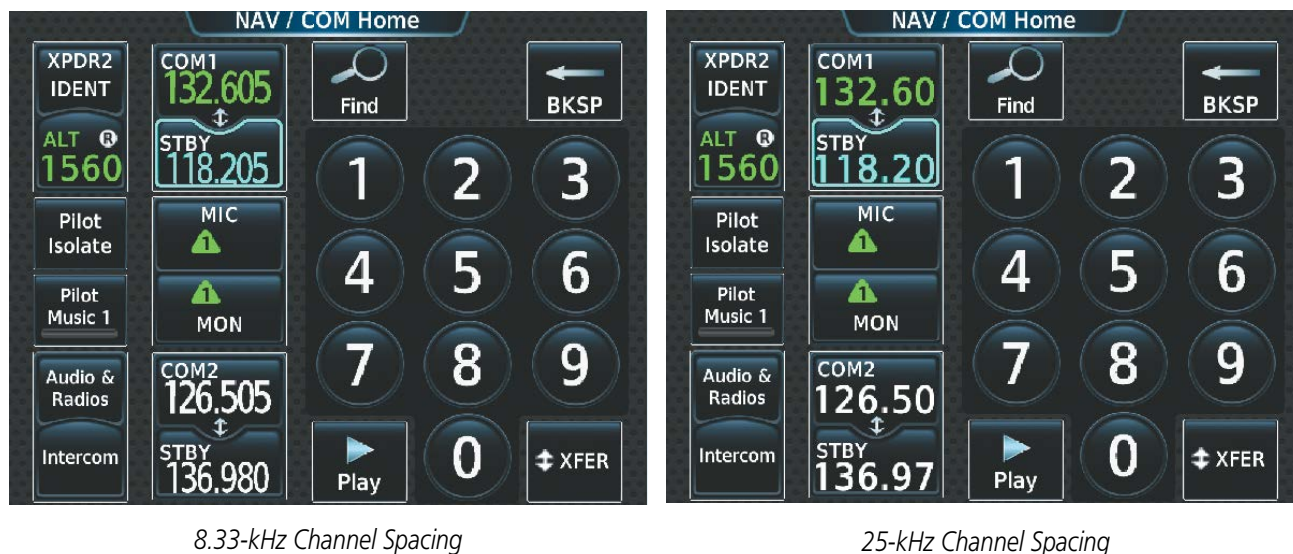 NAV / COM Home
XPDR2
IDENT
ALT R
1560
Pilot
Isolate
Pilot
Music 1
Audio &
Radios
Intercom
COM1
132.605
STBY
118.205
MIC
1
1
MON
COM2
126.505
STBY
136.980
Find
BKSP
1 2 3
4 5 6
7 8 9
Play
0
XFER
8.33-kHz Channel Spacing
NAV / COM Home
XPDR2
IDENT
ALT R
1560
Pilot
Isolate
Pilot
Music 1
Audio &
Radios
Intercom
COM1
132.60
STBY
118.20
MIC
1
1
MON
COM2
126.50
STBY
136.97
Find
BKSP
1 2 3
4 5 6
7 8 9
Play
0
XFER
25-kHz Channel Spacing